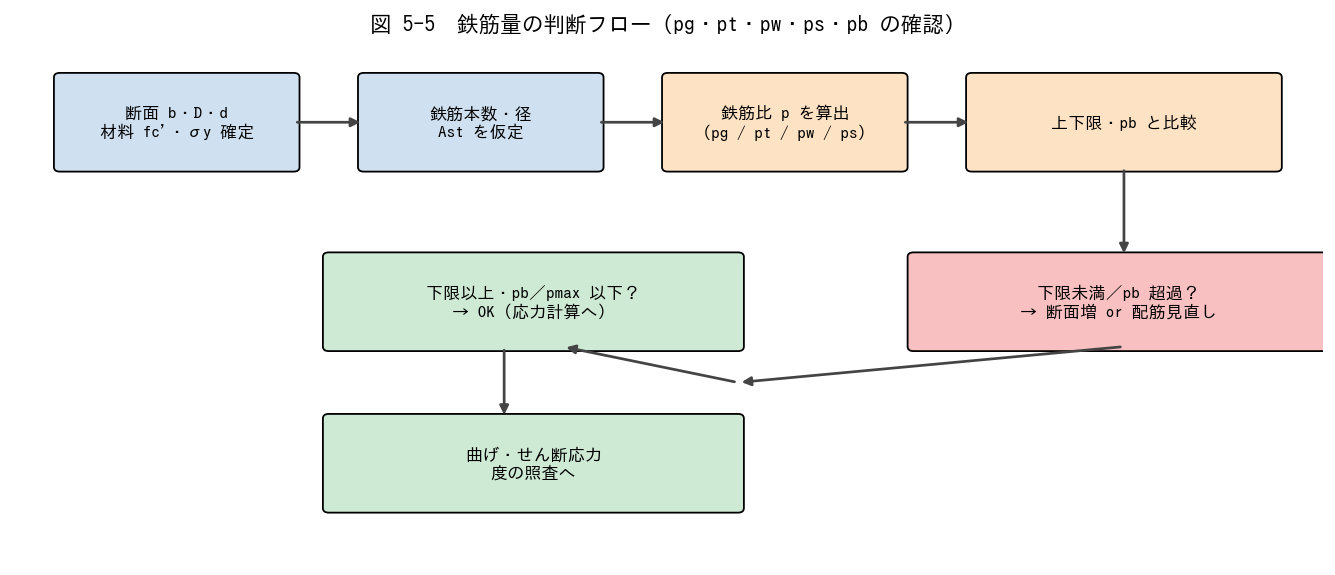 図 5-5　鉄筋量の判断フロー（pg・pt・pw・ps・pb の確認）
断面 b・D・d
材料 fc’・σy 確定
鉄筋本数・径
Ast を仮定
鉄筋比 p を算出
（pg / pt / pw / ps）
上下限・pb と比較
下限以上・pb／pmax 以下？
→ OK（応力計算へ）
下限未満／pb 超過？
→ 断面増 or 配筋見直し
曲げ・せん断応力
度の照査へ